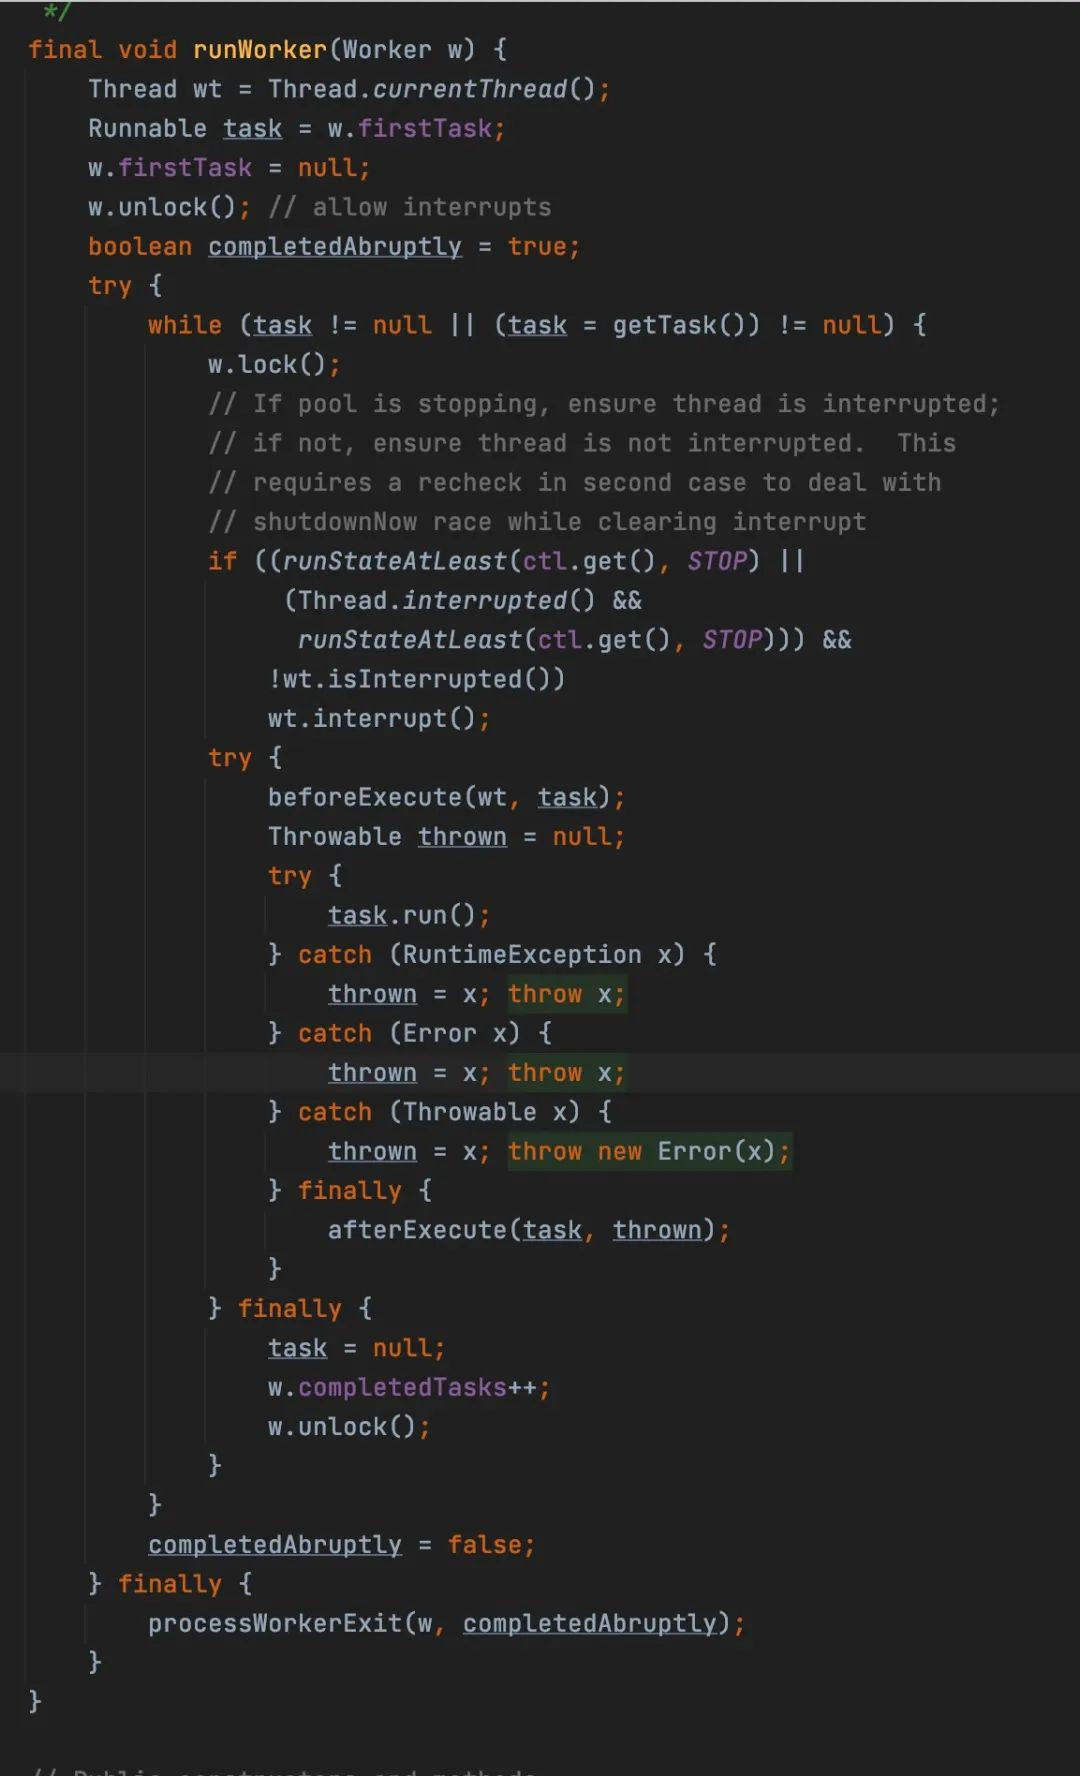 */
final void runWorker(Worker w) {
    Thread wt = Thread.currentThread();
    Runnable task = w.firstTask;
    w.firstTask = null;
    w.unlock(); // allow interrupts
    boolean completedAbruptly = true;
    try {
        while (task != null || (task = getTask()) != null) {
            w.lock();
            // If pool is stopping, ensure thread is interrupted;
            // if not, ensure thread is not interrupted.  This
            // requires a recheck in second case to deal with
            // shutdownNow race while clearing interrupt
            if ((runStateAtLeast(ctl.get(), STOP) ||
                 (Thread.interrupted() &&
                  runStateAtLeast(ctl.get(), STOP))) &&
                !wt.isInterrupted())
                wt.interrupt();
            try {
                beforeExecute(wt, task);
                Throwable thrown = null;
                try {
                    task.run();
                } catch (RuntimeException x) {
                    thrown = x; throw x;
                } catch (Error x) {
                    thrown = x; throw x;
                } catch (Throwable x) {
                    thrown = x; throw new Error(x);
                } finally {
                    afterExecute(task, thrown);
                }
            } finally {
                task = null;
                w.completedTasks++;
                w.unlock();
            }
        }
        completedAbruptly = false;
    } finally {
        processWorkerExit(w, completedAbruptly);
    }
}
// Public constructors and methods